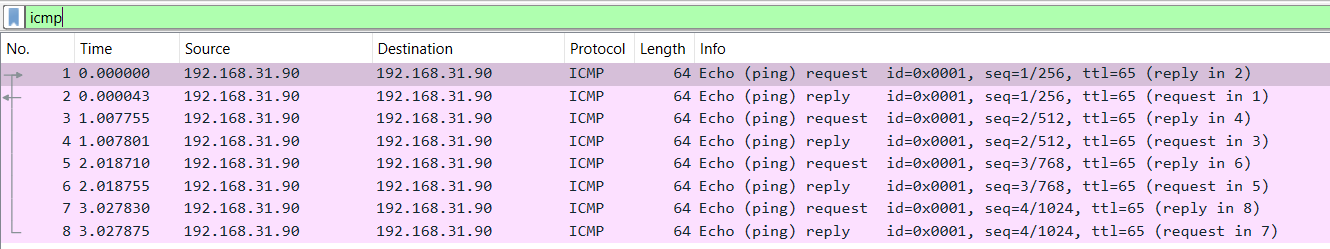 icmp
No. Time Source Destination Protocol Length Info
1 0.000000 192.168.31.90 192.168.31.90 ICMP 64 Echo (ping) request id=0x0001, seq=1/256, ttl=65 (reply in 2)
2 0.000043 192.168.31.90 192.168.31.90 ICMP 64 Echo (ping) reply id=0x0001, seq=1/256, ttl=65 (request in 1)
3 1.007755 192.168.31.90 192.168.31.90 ICMP 64 Echo (ping) request id=0x0001, seq=2/512, ttl=65 (reply in 4)
4 1.007801 192.168.31.90 192.168.31.90 ICMP 64 Echo (ping) reply id=0x0001, seq=2/512, ttl=65 (request in 3)
5 2.018710 192.168.31.90 192.168.31.90 ICMP 64 Echo (ping) request id=0x0001, seq=3/768, ttl=65 (reply in 6)
6 2.018755 192.168.31.90 192.168.31.90 ICMP 64 Echo (ping) reply id=0x0001, seq=3/768, ttl=65 (request in 5)
7 3.027830 192.168.31.90 192.168.31.90 ICMP 64 Echo (ping) request id=0x0001, seq=4/1024, ttl=65 (reply in 8)
8 3.027875 192.168.31.90 192.168.31.90 ICMP 64 Echo (ping) reply id=0x0001, seq=4/1024, ttl=65 (request in 7)